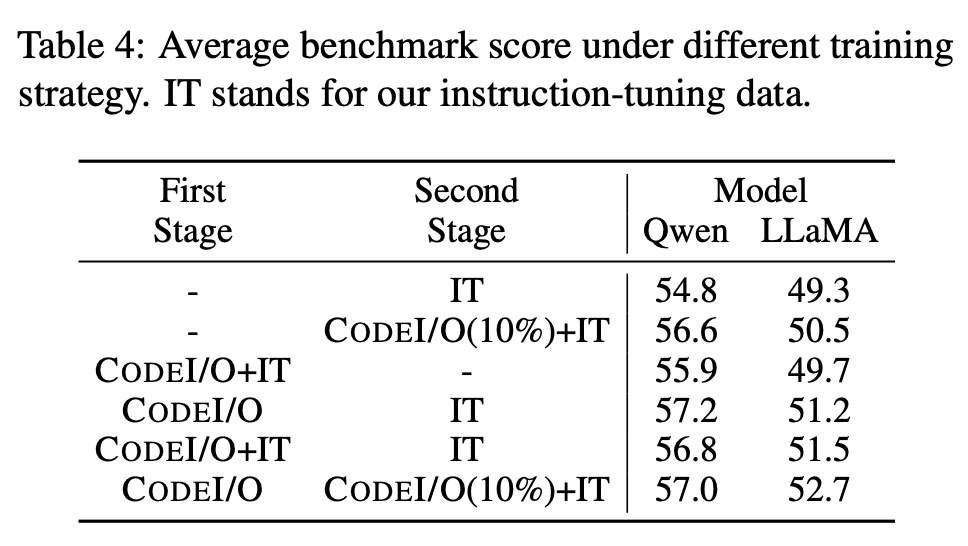 Table 4: Average benchmark score under different training
strategy. IT stands for our instruction-tuning data.
First Second Model
Stage Stage Qwen LLaMA
- IT 54.8 49.3
- CODEI/O(10%)+IT 56.6 50.5
CODEI/O+IT - 55.9 49.7
CODEI/O IT 57.2 51.2
CODEI/O+IT IT 56.8 51.5
CODEI/O CODEI/O(10%)+IT 57.0 52.7